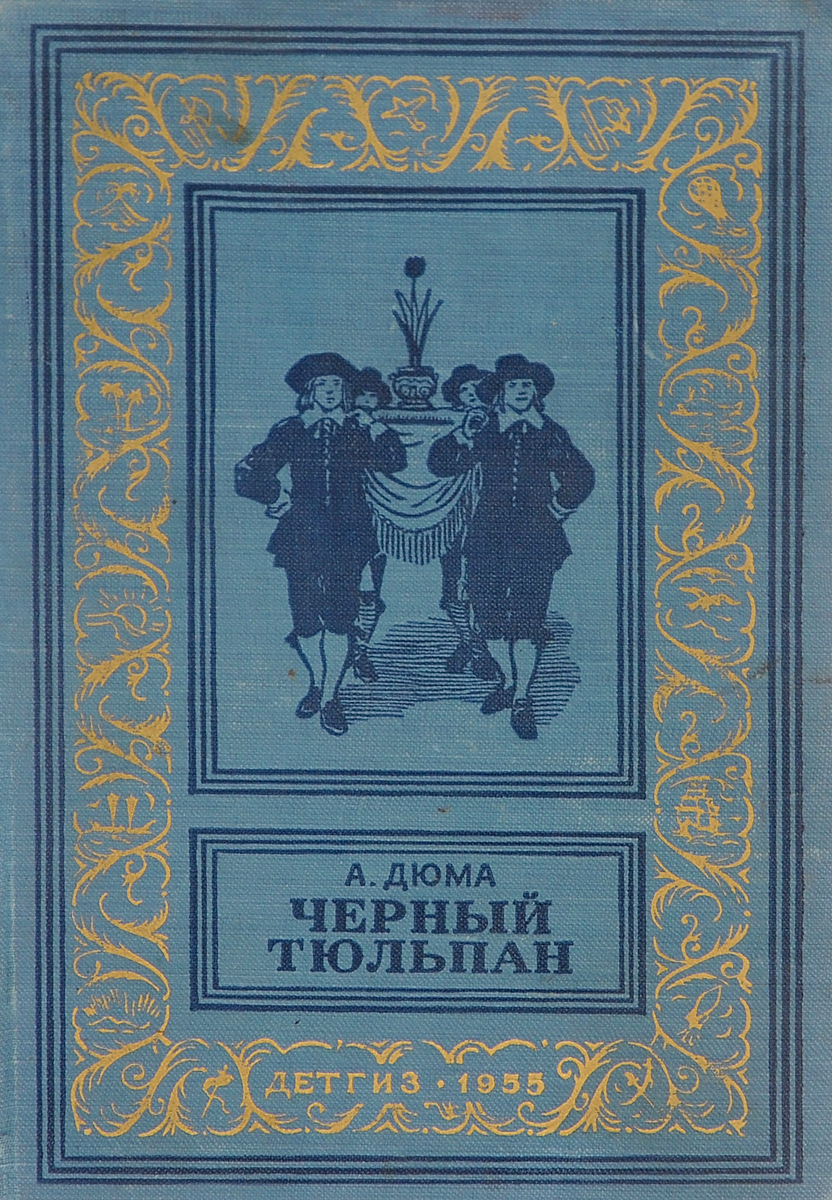 А. ДЮМА
ЧЕРНЫЙ
ТЮЛЬПАН
ДЕТГИЗ • 1955